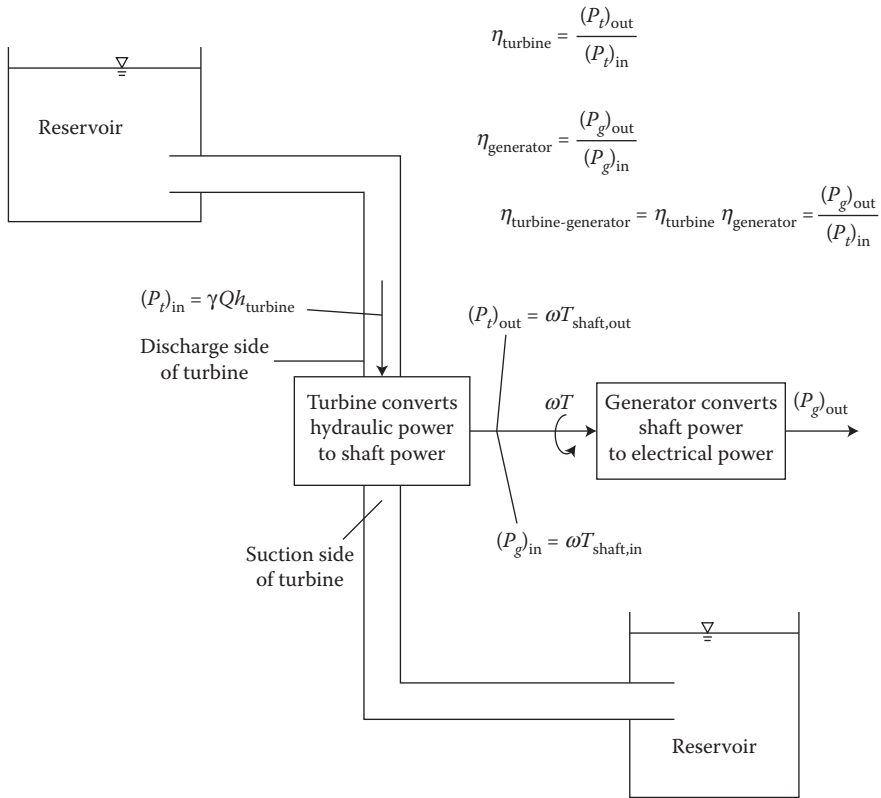 η_turbine = (P_t)_out / (P_t)_in
Reservoir
η_generator = (P_g)_out / (P_g)_in
η_turbine-generator = η_turbine η_generator = (P_g)_out / (P_t)_in
(P_t)_in = γQh_turbine
(P_t)_out = ωT_shaft,out
Discharge side
of turbine
Turbine converts
hydraulic power
to shaft power
ωT
Generator converts
shaft power
to electrical power
(P_g)_out
Suction side
of turbine
(P_g)_in = ωT_shaft,in
Reservoir